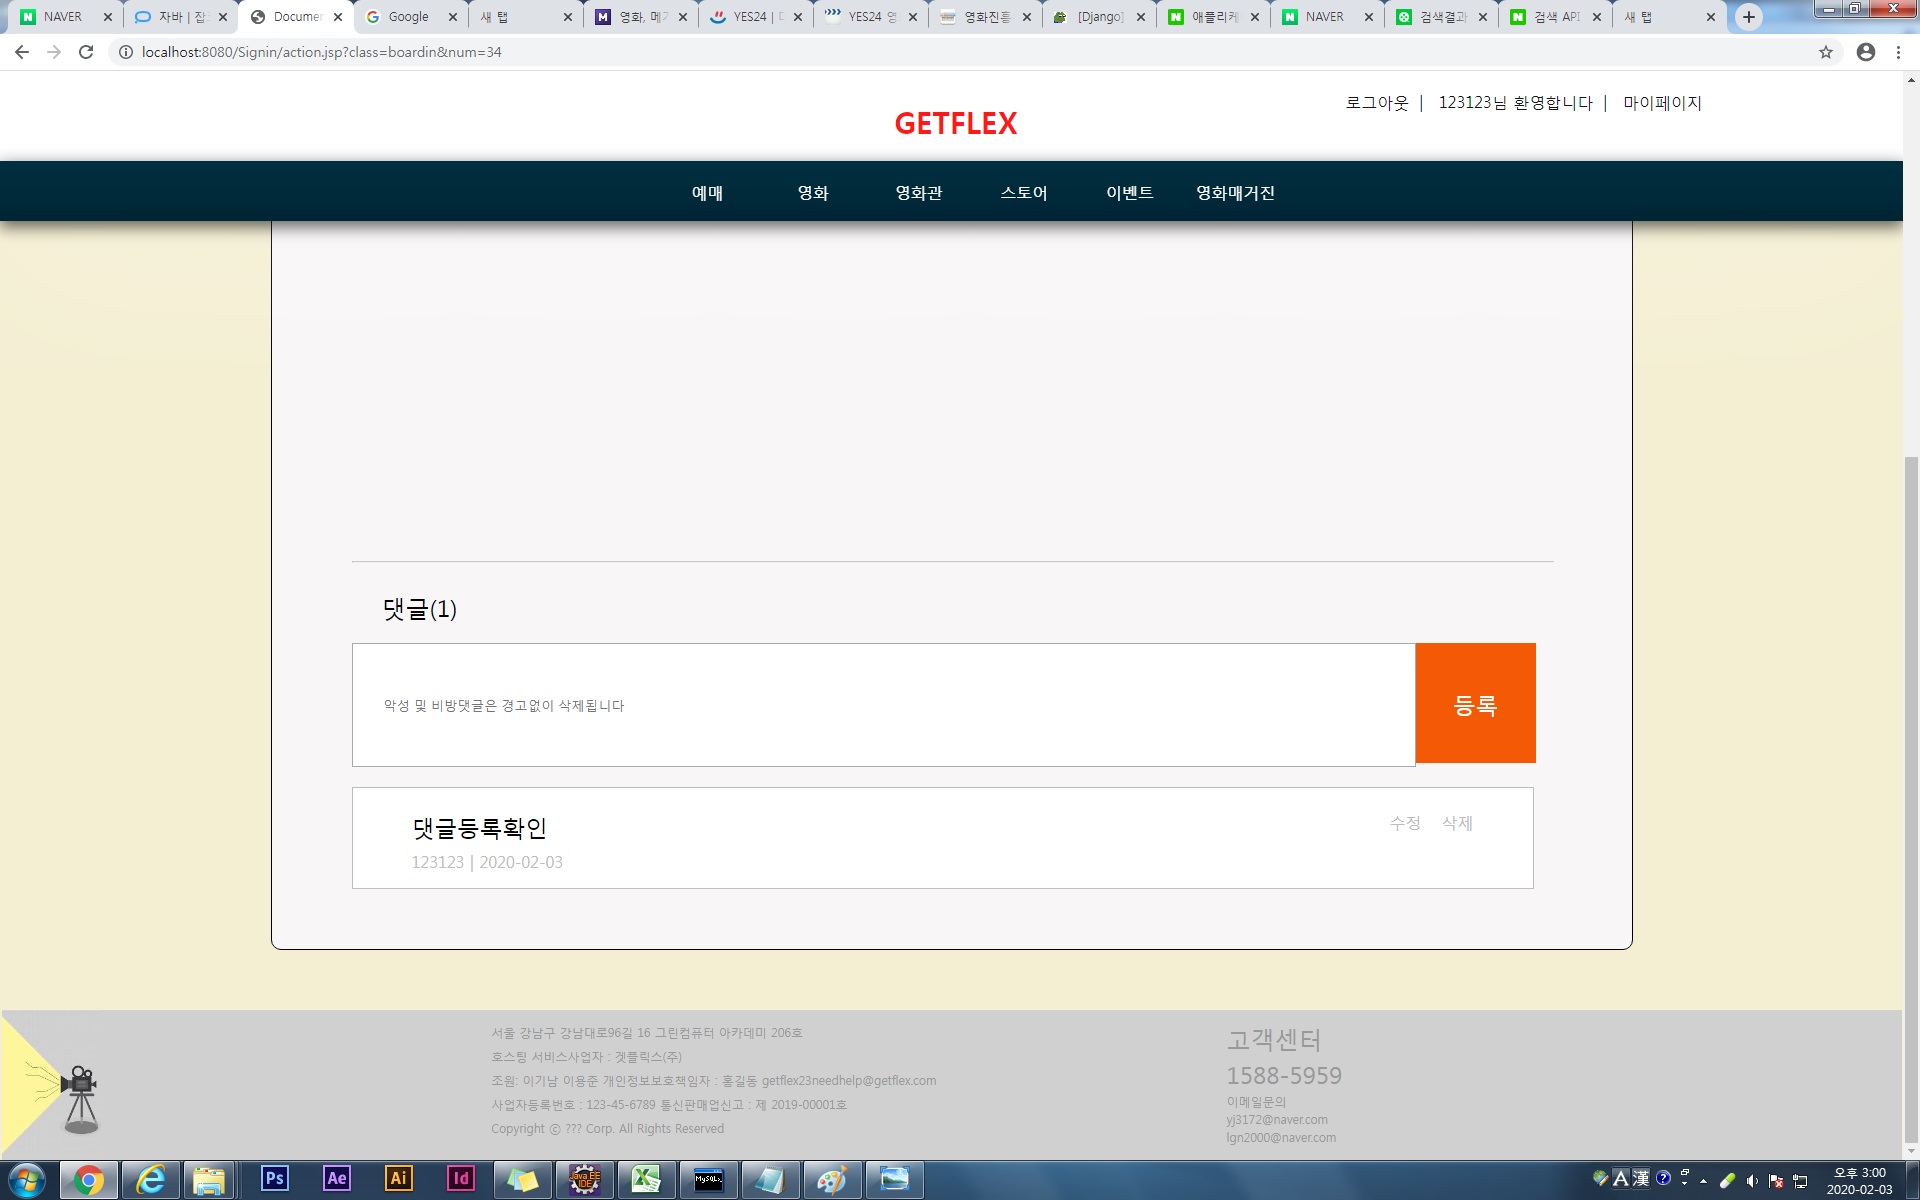 NAVER
자바 | 잡
Documen
Google
새 탭
영화, 메
YES24 |
YES24 영
영화진흥
[Django]
애플리케
NAVER
검색결과
검색 API
새 탭
localhost:8080/Signin/action.jsp?class=boardin&num=34
로그아웃 | 123123님 환영합니다 | 마이페이지
GETFLEX
예매 영화 영화관 스토어 이벤트 영화매거진
댓글(1)
악성 및 비방댓글은 경고없이 삭제됩니다
등록
댓글등록확인
수정 삭제
123123 | 2020-02-03
서울 강남구 강남대로96길 16 그린컴퓨터 아카데미 206호
호스팅 서비스사업자 : 겟플릭스(주)
조원: 이기남 이용준 개인정보보호책임자 : 홍길동 getflex23needhelp@getflex.com
사업자등록번호 : 123-45-6789 통신판매업신고 : 제 2019-00001호
Copyright ⓒ ??? Corp. All Rights Reserved
고객센터
1588-5959
이메일문의
yj3172@naver.com
lgn2000@naver.com
Ps
Ae
Ai
Id
Java EE
IDE
A 漢
오후 3:00
2020-02-03